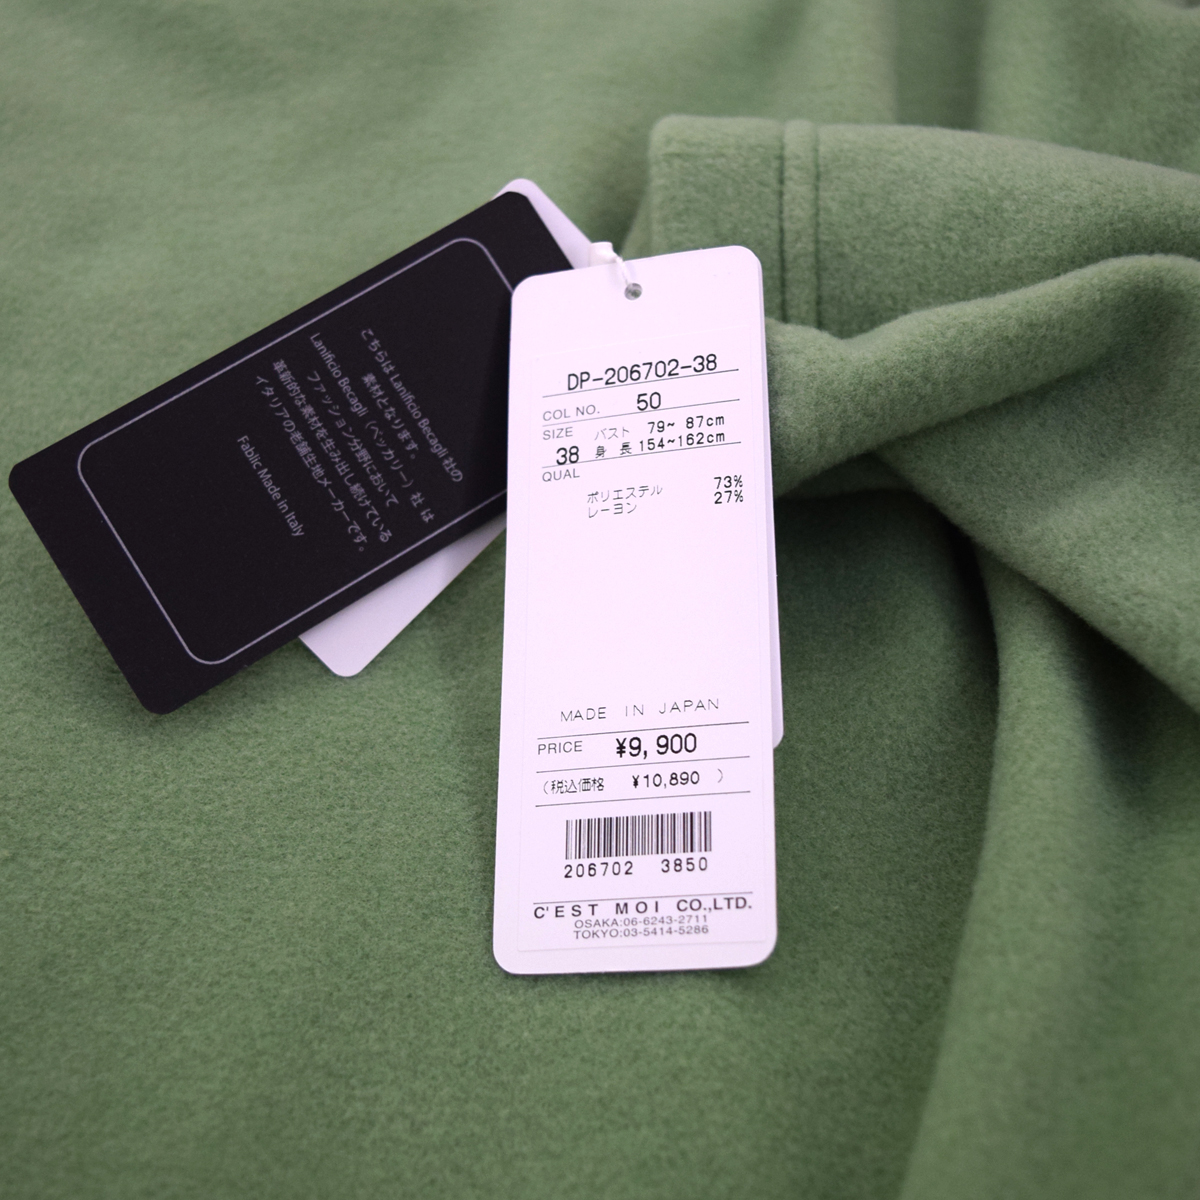 こちらは Lanificio Becagli 社の
素材となります。
Lanificio Becagli（ベッカリー）社 は
ファッション分野において
革新的な素材を生み出し続けている
イタリアの老舗生地メーカーです。
Fablic Made in Italy
DP-206702-38
COL NO. 50
SIZE バスト 79~ 87cm
38 身 長 154~162cm
QUAL
ポリエステル 73%
レーヨン 27%
MADE IN JAPAN
PRICE ¥9,900
(税込価格 ¥10,890 )
206702 3850
C'EST MOI CO.,LTD.
OSAKA:06-6243-2711
TOKYO:03-5414-5286